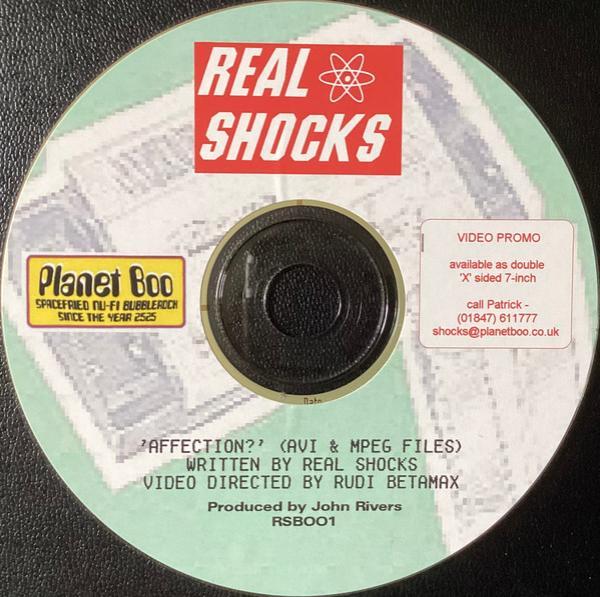 REAL
SHOCKS
Planet Boo
SPACEFRIED NU-FI BUBBLEROCK
SINCE THE YEAR 2525
VIDEO PROMO
available as double
'X' sided 7-inch
call Patrick -
(01847) 611777
shocks@planetboo.co.uk
Date
'AFFECTION?' (AVI & MPEG FILES)
WRITTEN BY REAL SHOCKS
VIDEO DIRECTED BY RUDI BETAMAX
Produced by John Rivers
RSB001